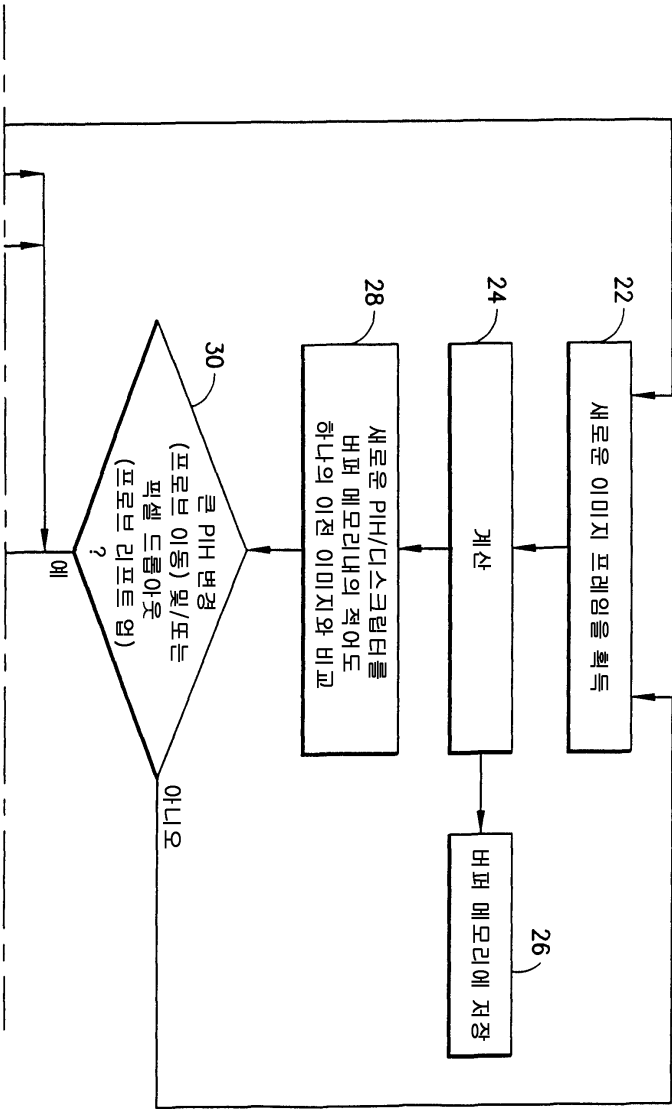 22
새로운 이미지 프레임을 획득
24
계산
26
버퍼 메모리에 저장
28
새로운 PIH/디스크립터를
버퍼 메모리내의 적어도
하나의 이전 이미지와 비교
30
큰 PIH 변경
(프로브 이동) 및/또는
픽셀 드롭아웃
(프로브 리프트 업)
?
아니오
예